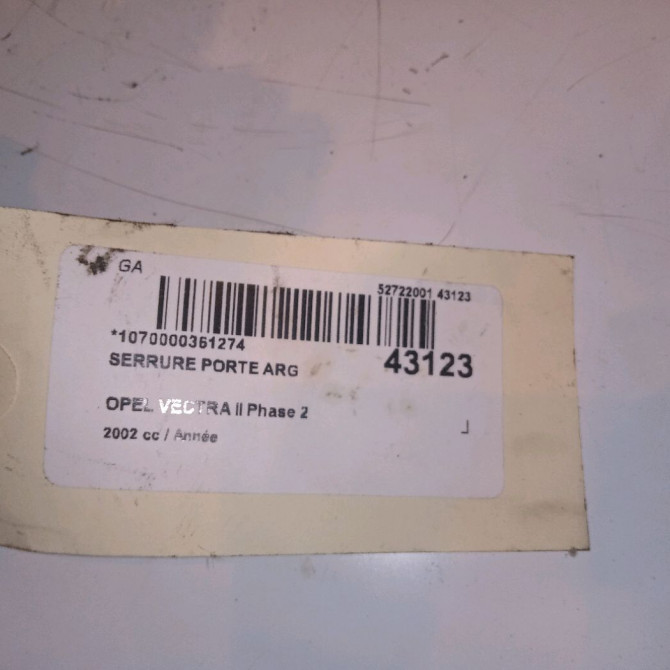 GA
52722001 43123
*1070000361274
43123
SERRURE PORTE ARG
OPEL VECTRA II Phase 2
2002 cc / Année